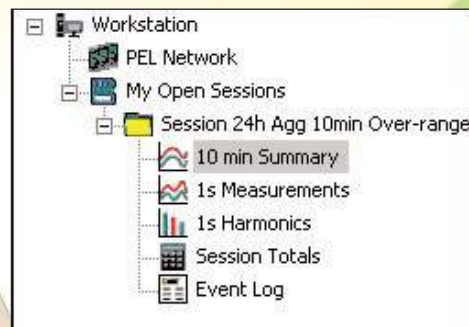 Workstation
PEL Network
My Open Sessions
Session 24h Agg 10min Over-range
10 min Summary
1s Measurements
1s Harmonics
Session Totals
Event Log